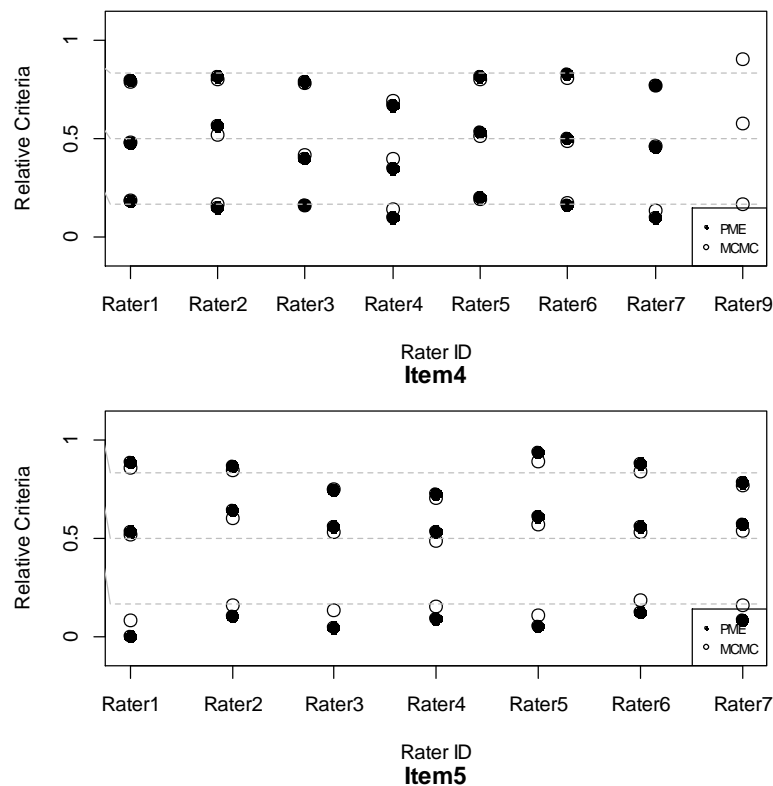 Relative Criteria
1
0.5
0
PME
MCMC
Rater1 Rater2 Rater3 Rater4 Rater5 Rater6 Rater7 Rater9
Rater ID
Item4
Relative Criteria
1
0.5
0
PME
MCMC
Rater1 Rater2 Rater3 Rater4 Rater5 Rater6 Rater7
Rater ID
Item5